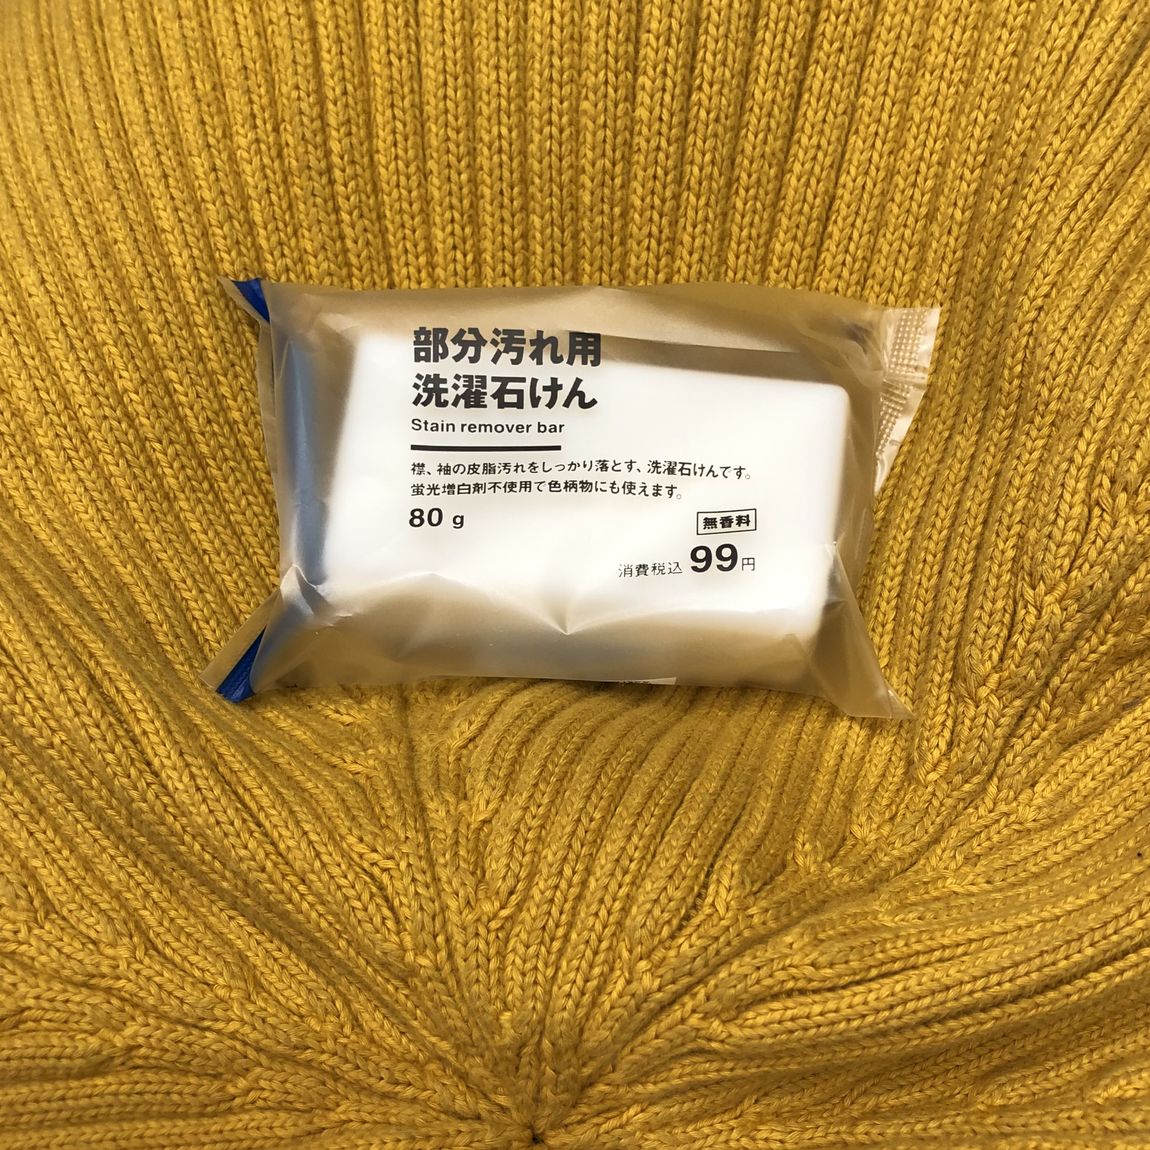 部分汚れ用
洗濯石けん
Stain remover bar
襟、袖の皮脂汚れをしっかり落とす、洗濯石けんです。
蛍光増白剤不使用で色柄物にも使えます。
80 g
無香料
消費税込 99円